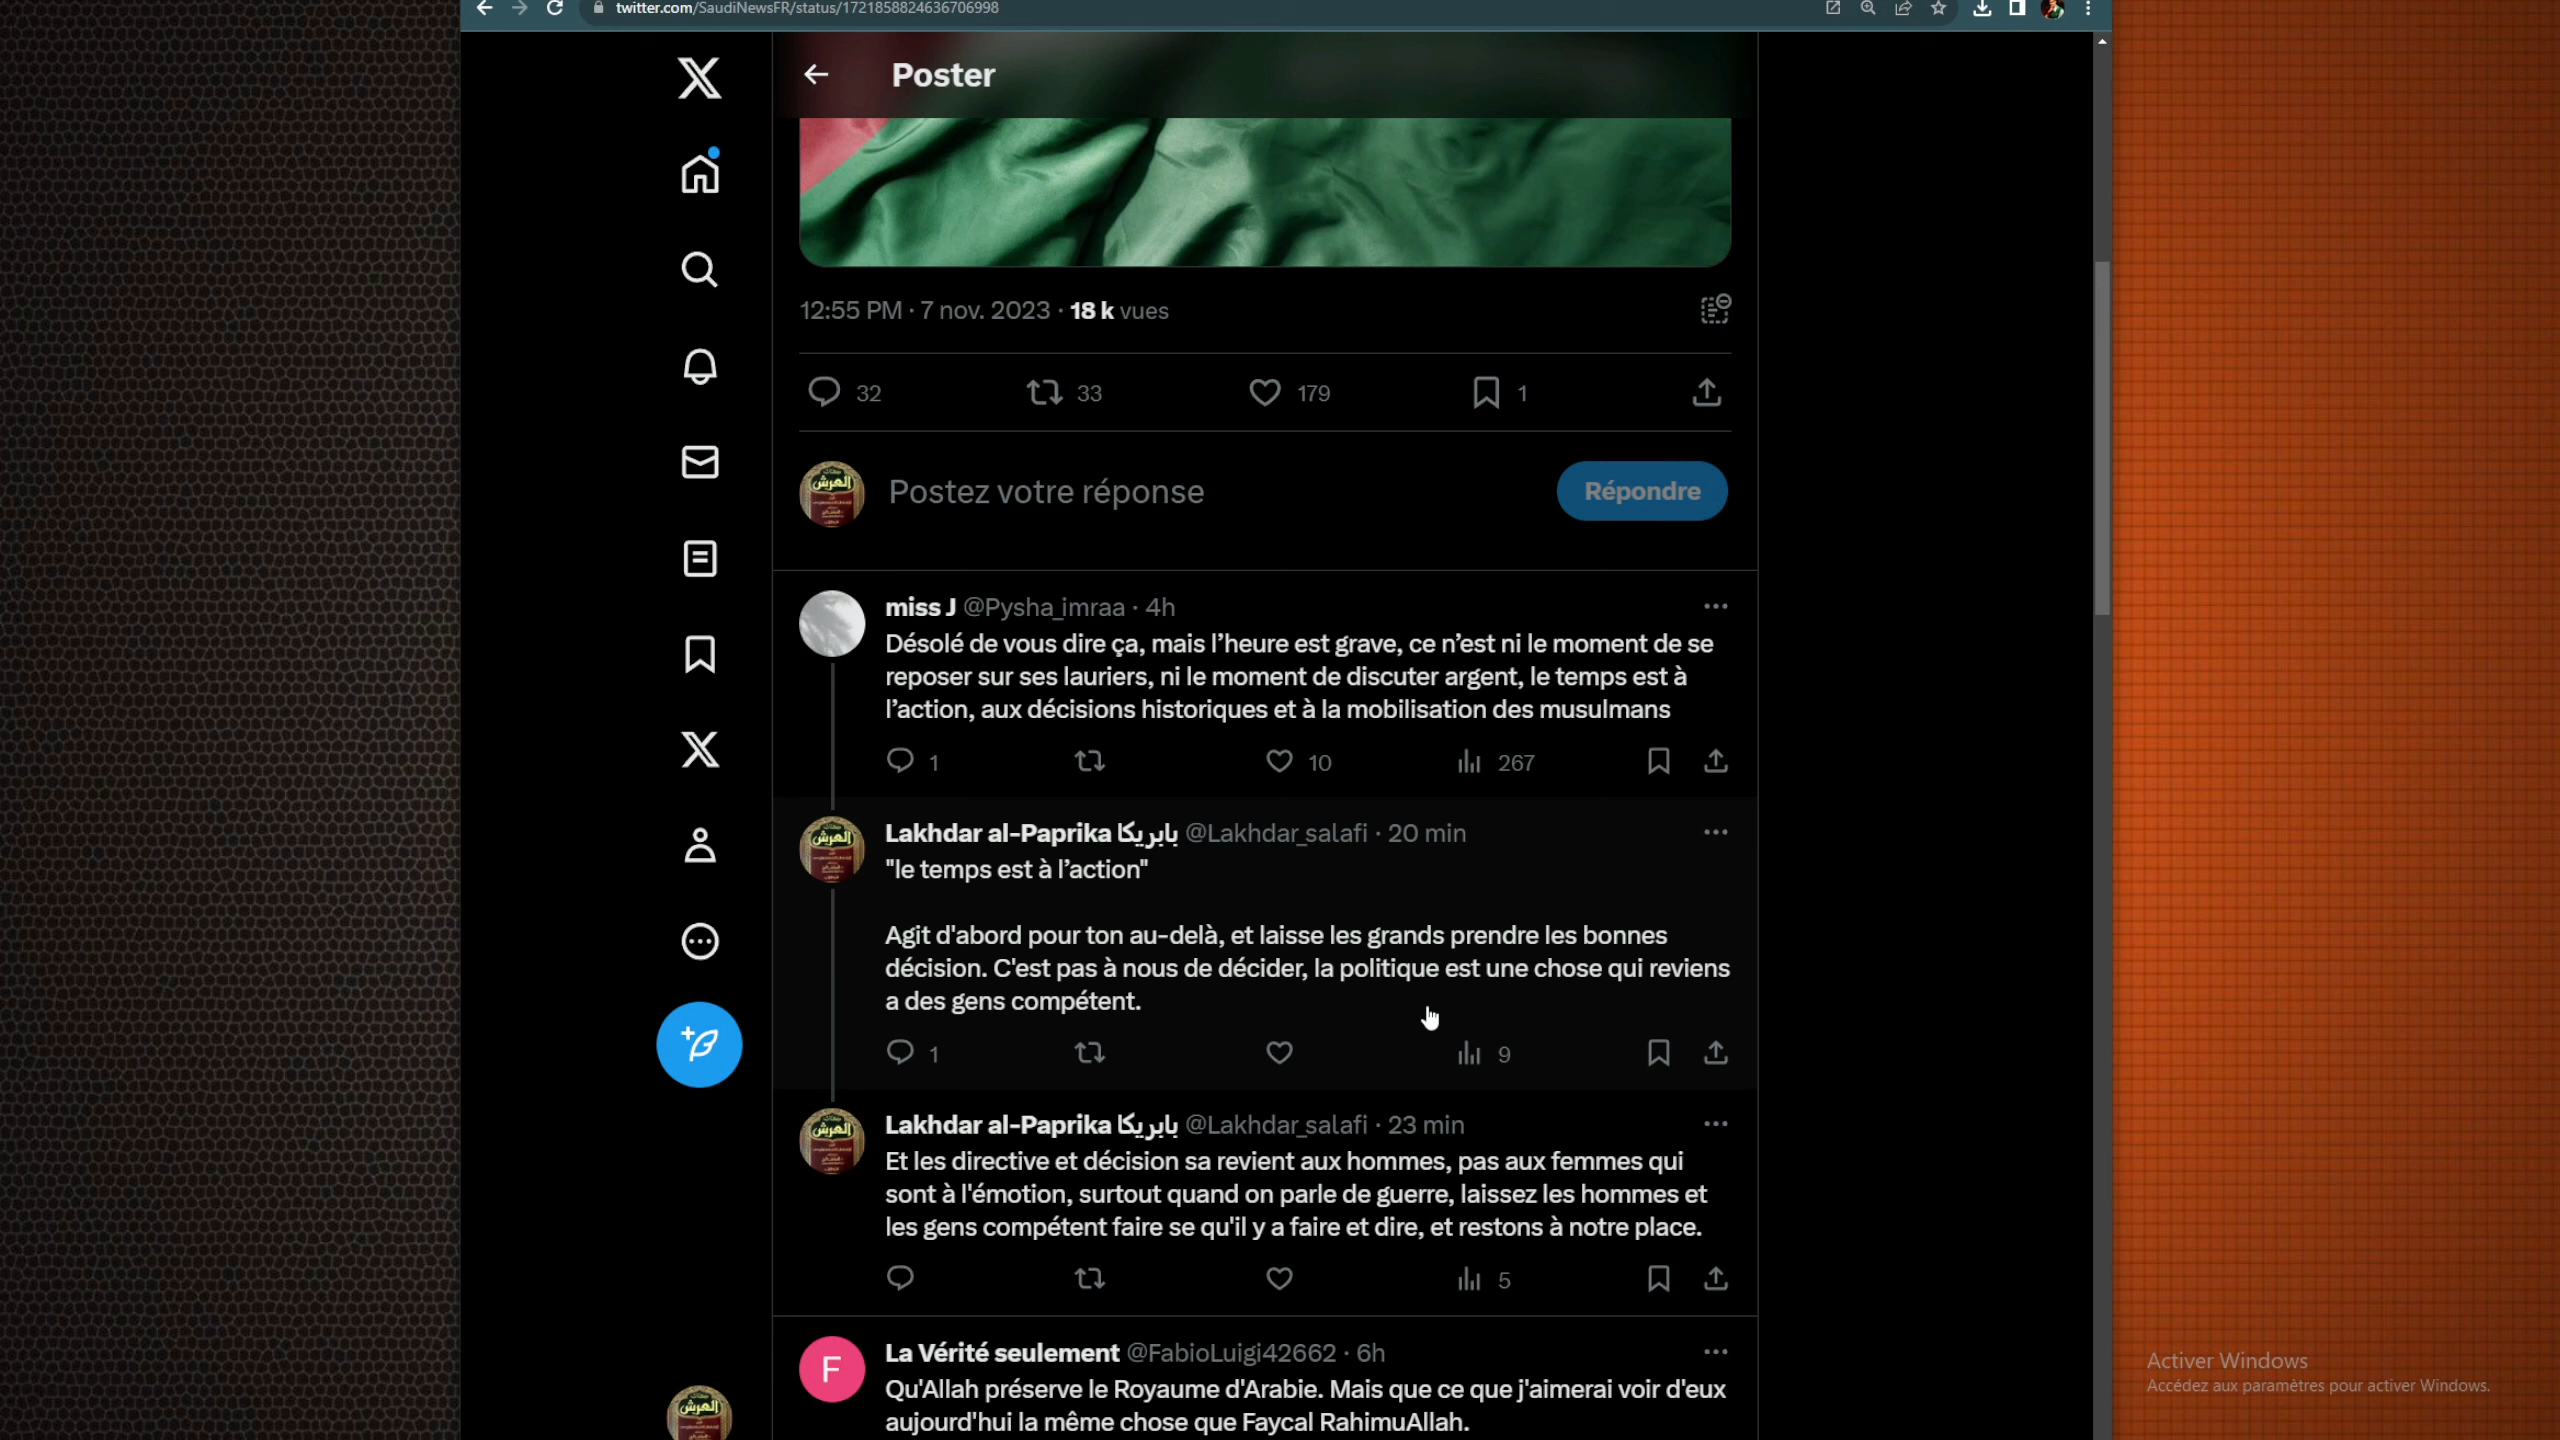 twitter.com/SaudiNewsFR/status/1721858824636706998
Poster
12:55 PM · 7 nov. 2023 · 18 k vues
32 33 179 1
Postez votre réponse
Répondre
miss J @Pysha_imraa · 4h
Désolé de vous dire ça, mais l’heure est grave, ce n’est ni le moment de se
reposer sur ses lauriers, ni le moment de discuter argent, le temps est à
l’action, aux décisions historiques et à la mobilisation des musulmans
1 10 267
Lakhdar al-Paprika بابريكا @Lakhdar_salafi · 20 min
"le temps est à l’action"
Agit d'abord pour ton au-delà, et laisse les grands prendre les bonnes
décision. C'est pas à nous de décider, la politique est une chose qui reviens
a des gens compétent.
1 9
Lakhdar al-Paprika بابريكا @Lakhdar_salafi · 23 min
Et les directive et décision sa revient aux hommes, pas aux femmes qui
sont à l'émotion, surtout quand on parle de guerre, laissez les hommes et
les gens compétent faire se qu'il y a faire et dire, et restons à notre place.
5
F
La Vérité seulement @FabioLuigi42662 · 6h
Qu'Allah préserve le Royaume d'Arabie. Mais que ce que j'aimerai voir d'eux
aujourd'hui la même chose que Faycal RahimuAllah.
العرش
Activer Windows
Accédez aux paramètres pour activer Windows.